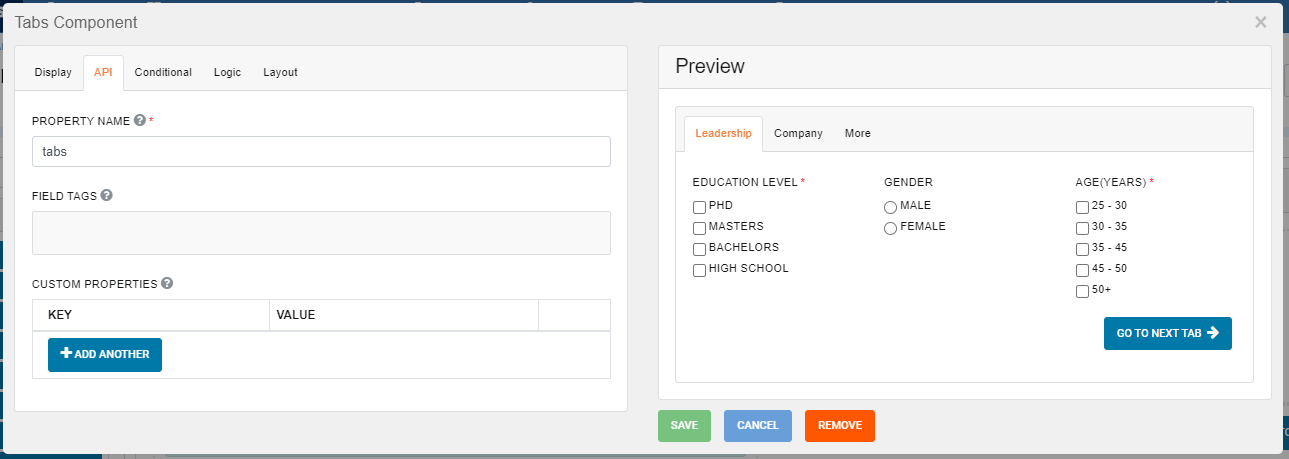 Tabs Component ×
Display API Conditional Logic Layout
PROPERTY NAME *
tabs
FIELD TAGS
CUSTOM PROPERTIES
KEY VALUE
ADD ANOTHER
Preview
Leadership Company More
EDUCATION LEVEL *
PHD
MASTERS
BACHELORS
HIGH SCHOOL
GENDER
MALE
FEMALE
AGE(YEARS) *
25 - 30
30 - 35
35 - 45
45 - 50
50+
GO TO NEXT TAB
SAVE CANCEL REMOVE